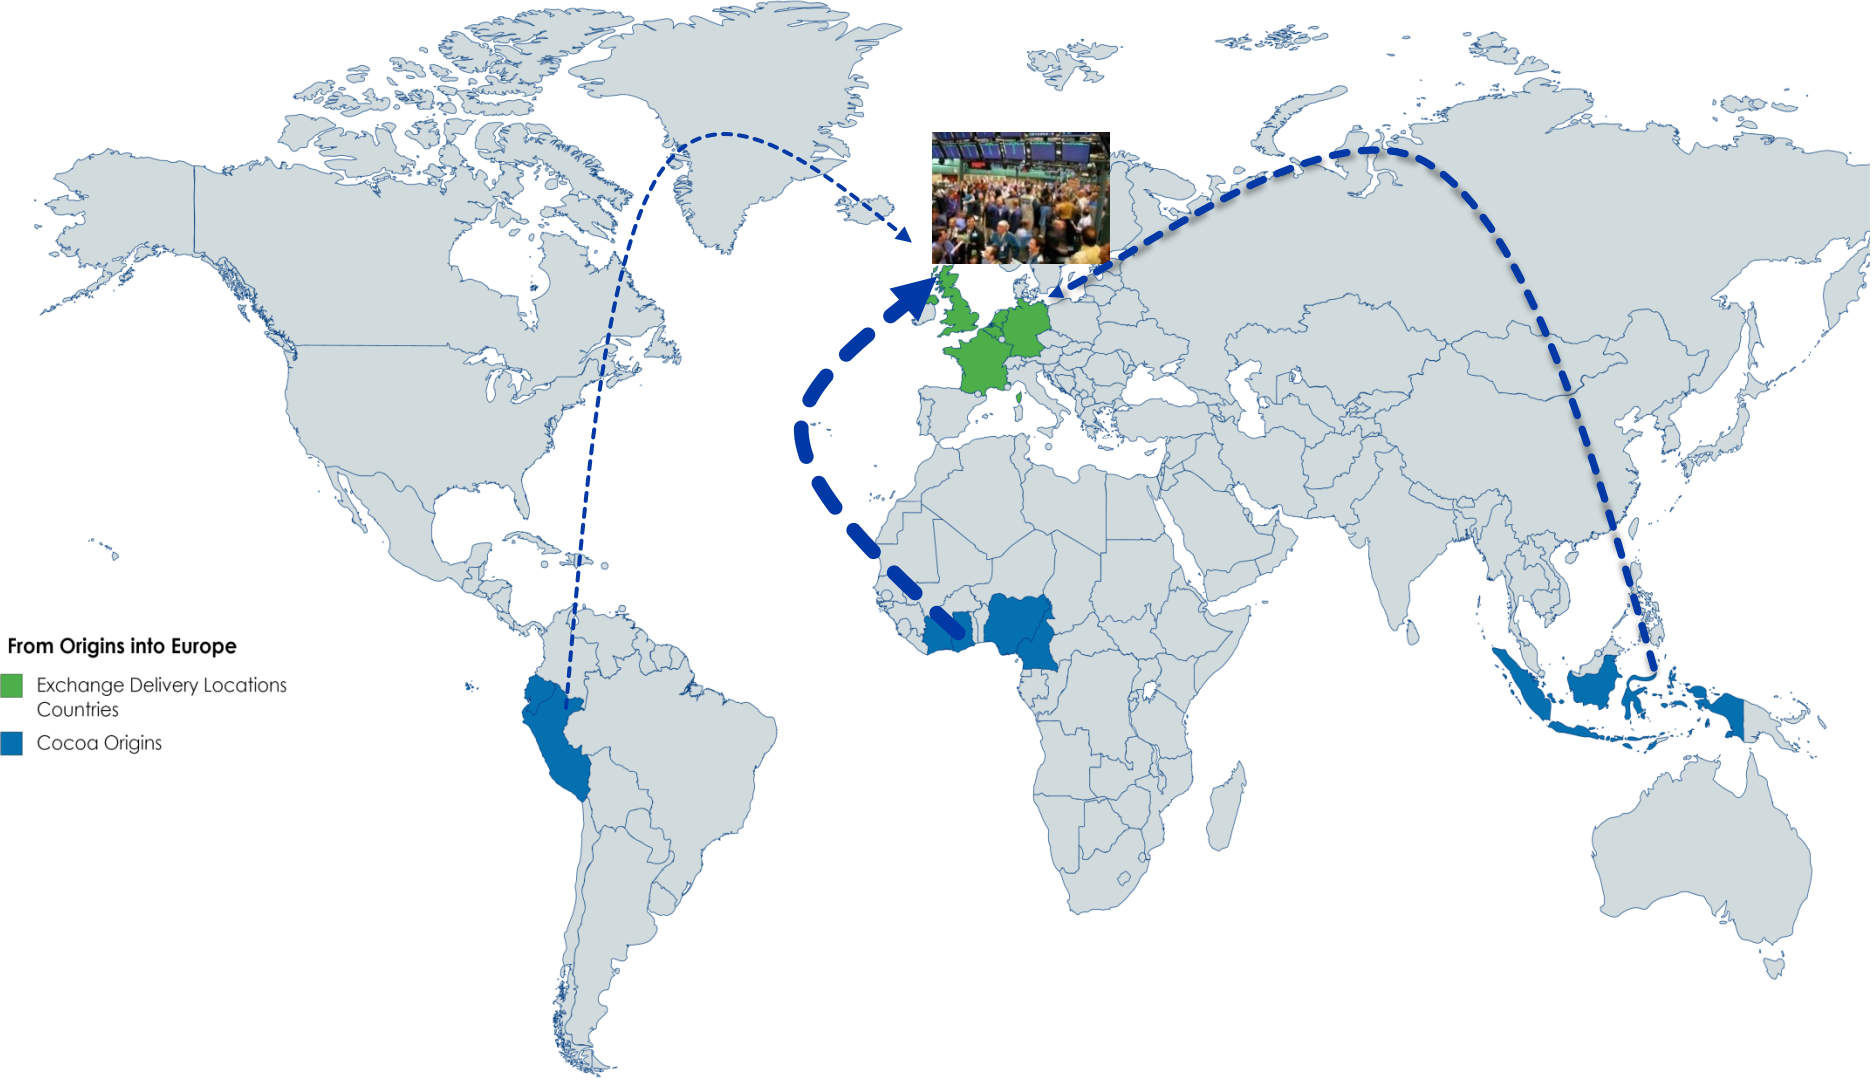 From Origins into Europe
Exchange Delivery Locations
Countries
Cocoa Origins